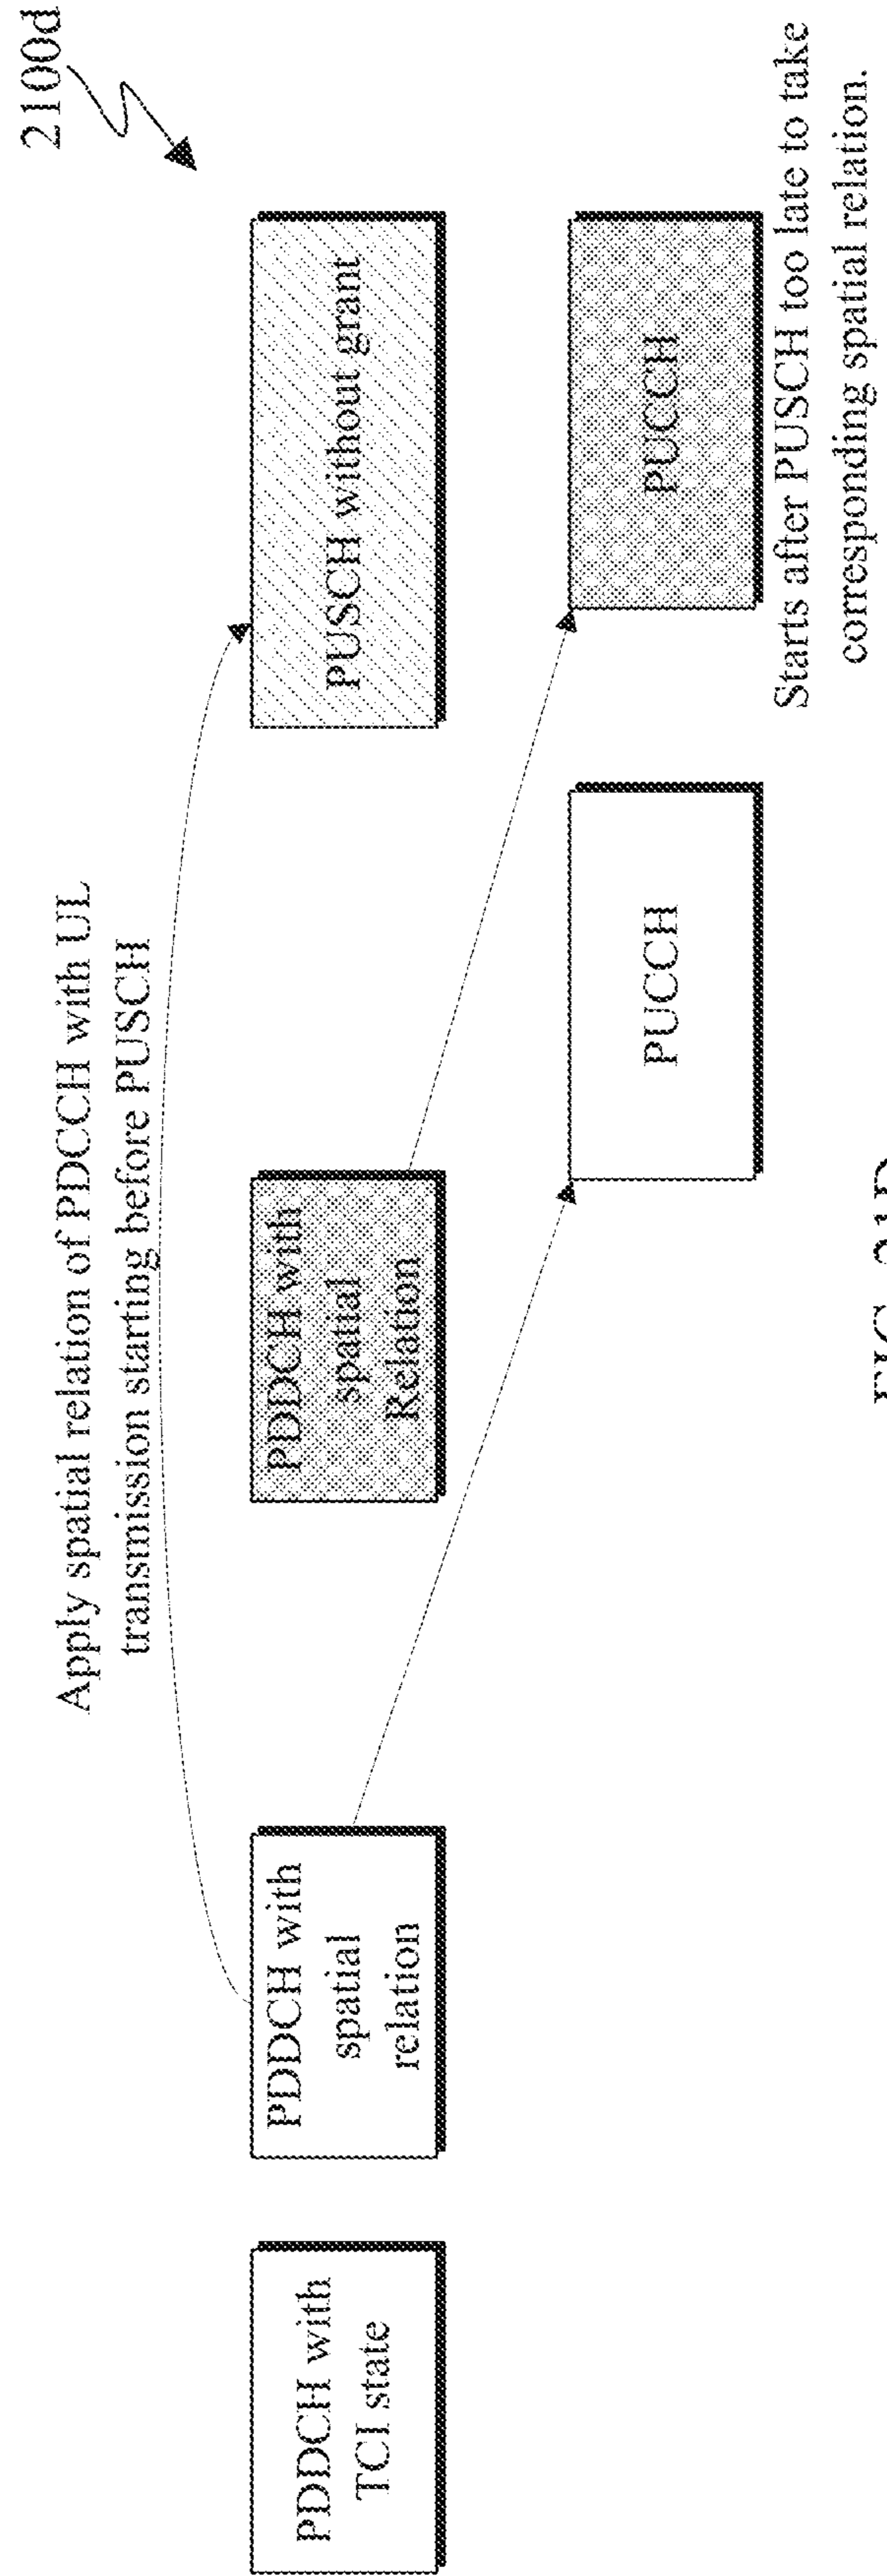 2100d
Apply spatial relation of PDCCH with UL
transmission starting before PUSCH
PDDCH with
TCI state
PDDCH with
spatial
relation
PDDCH with
spatial
Relation
PUSCH without grant
PUCCH
PUCCH
Starts after PUSCH too late to take
corresponding spatial relation.